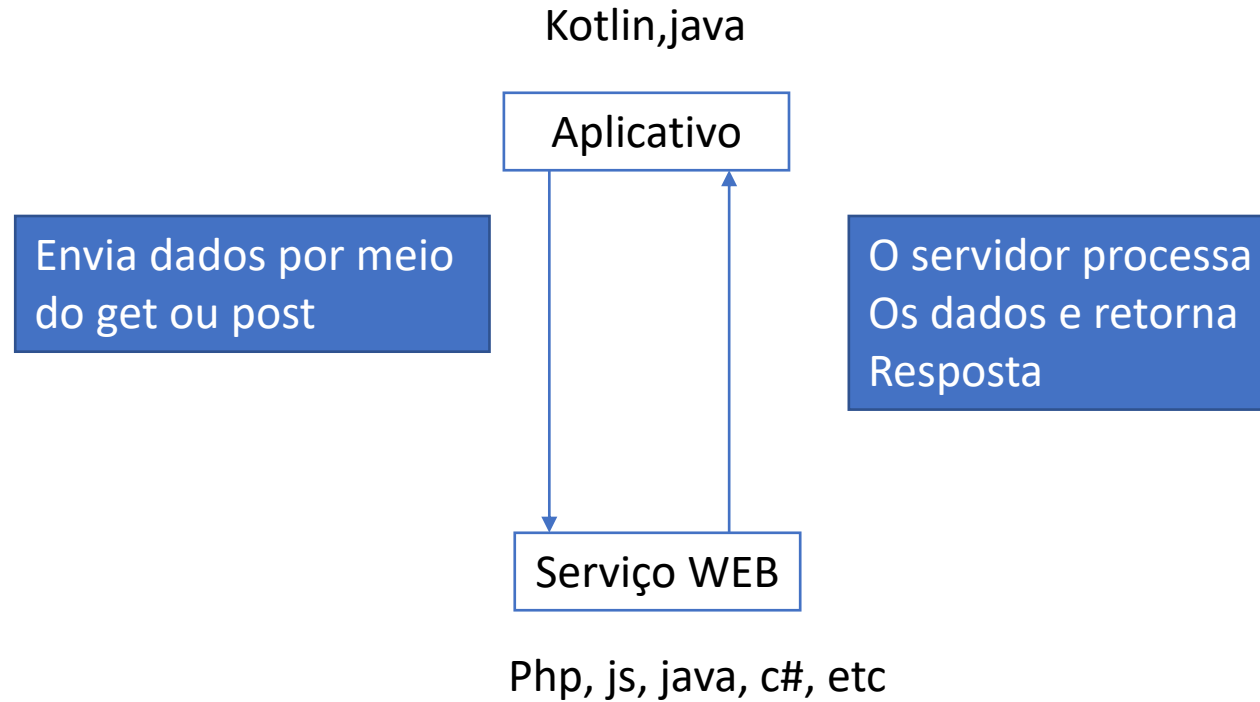 Kotlin,java
Aplicativo
Envia dados por meio
do get ou post
O servidor processa
Os dados e retorna
Resposta
Serviço WEB
Php, js, java, c#, etc